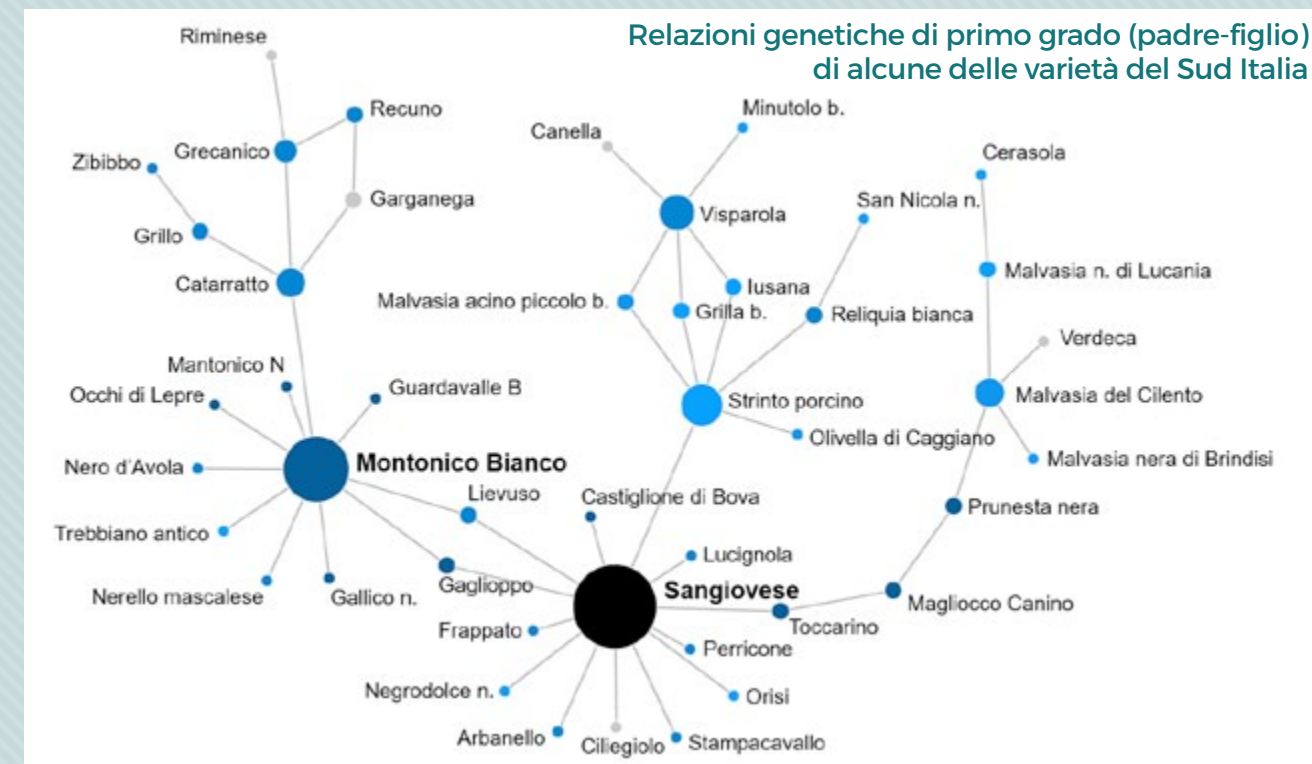 Relazioni genetiche di primo grado (padre-figlio)
di alcune delle varietà del Sud Italia
Riminese
Recuno
Grecanico
Zibibbo
Garganega
Grillo
Catarratto
Canella
Minutolo b.
Visparola
San Nicola n.
Cerasola
Malvasia acino piccolo b.
Iusana
Grilla b.
Reliquia bianca
Malvasia n. di Lucania
Verdeca
Strinto porcino
Malvasia del Cilento
Olivella di Caggiano
Malvasia nera di Brindisi
Mantonico N
Occhi di Lepre
Guardavalle B
Nero d'Avola
Montonico Bianco
Lievuso
Castiglione di Bova
Prunesta nera
Trebbiano antico
Lucignola
Nerello mascalese
Gallico n.
Gaglioppo
Sangiovese
Magliocco Canino
Frappato
Toccarino
Perricone
Negrodolce n.
Orisi
Arbanello
Ciliegiolo
Stampacavallo